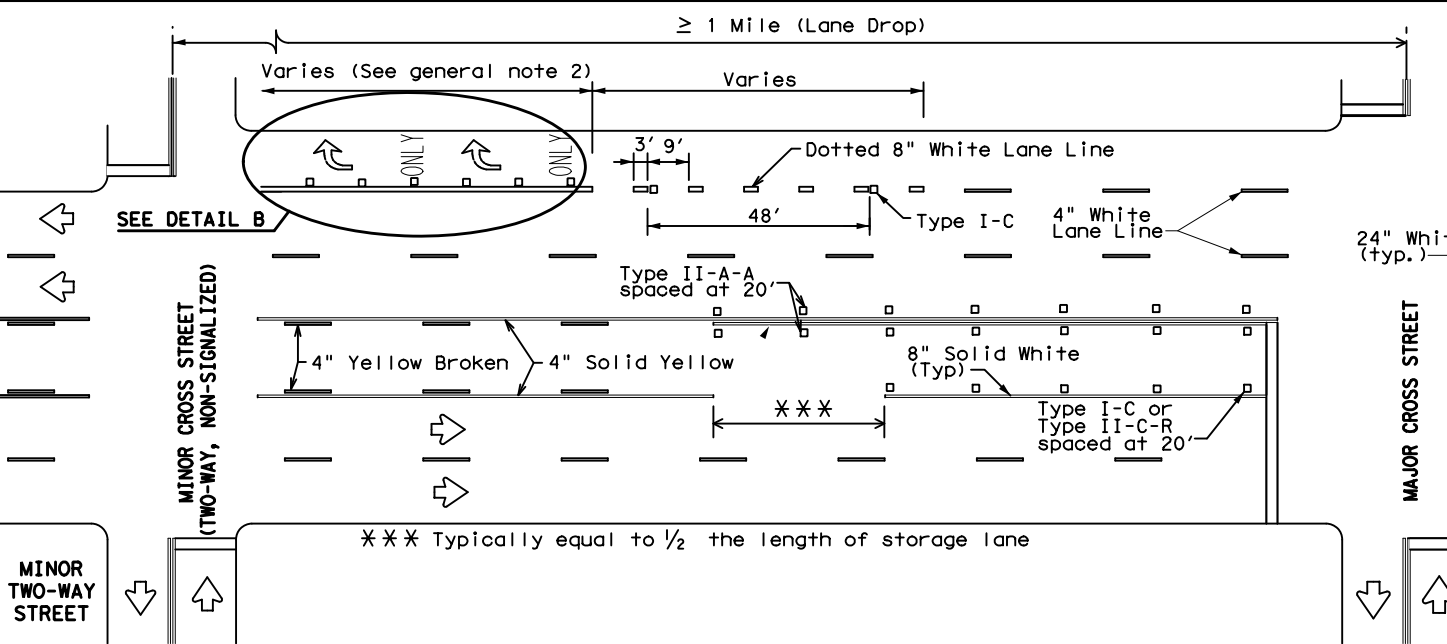 ≥ 1 Mile (Lane Drop)
Varies (See general note 2)
Varies
ONLY
ONLY
3' 9'
Dotted 8" White Lane Line
SEE DETAIL B
48'
Type I-C
4" White
Lane Line
24" Whi
(typ.)
Type II-A-A
spaced at 20'
MINOR CROSS STREET
(TWO-WAY, NON-SIGNALIZED)
4" Yellow Broken
4" Solid Yellow
8" Solid White
(Typ)
***
Type I-C or
Type II-C-R
spaced at 20'
MAJOR CROSS STREET
*** Typically equal to ½ the length of storage lane
MINOR
TWO-WAY
STREET